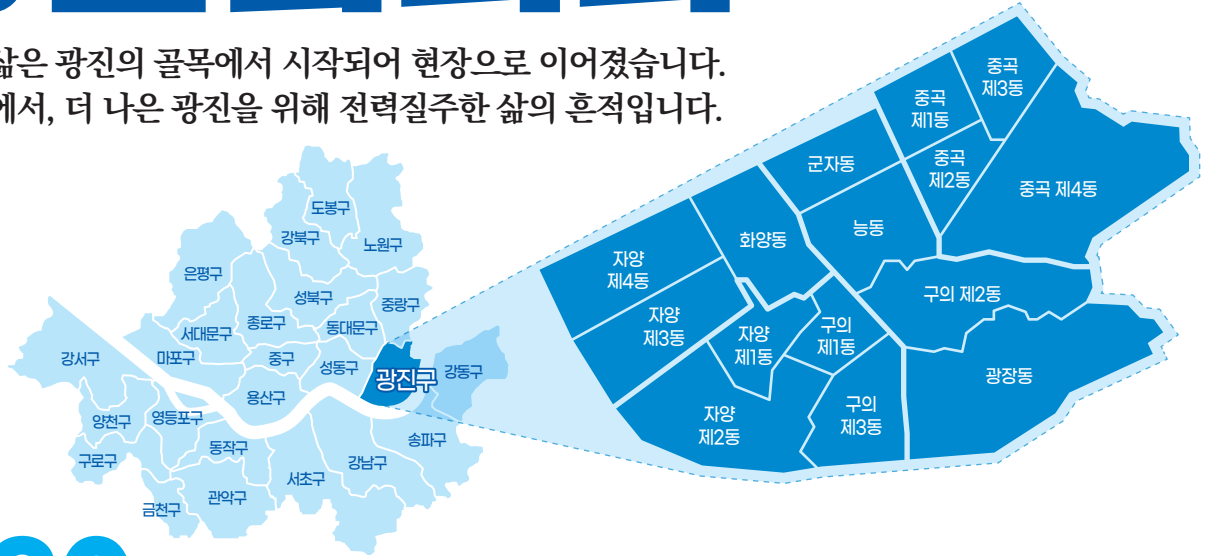 삶은 광진의 골목에서 시작되어 현장으로 이어졌습니다.
에서, 더 나은 광진을 위해 전력질주한 삶의 흔적입니다.
도봉구
강북구
노원구
은평구
성북구
중랑구
종로구
동대문구
서대문구
강서구
마포구
중구
성동구
광진구
강동구
용산구
양천구
영등포구
송파구
동작구
구로구
강남구
서초구
관악구
금천구
중곡
제3동
중곡
제1동
중곡
제2동
군자동
중곡 제4동
능동
화양동
자양
제4동
구의 제2동
자양
제3동
자양
제1동
구의
제1동
광장동
자양
제2동
구의
제3동